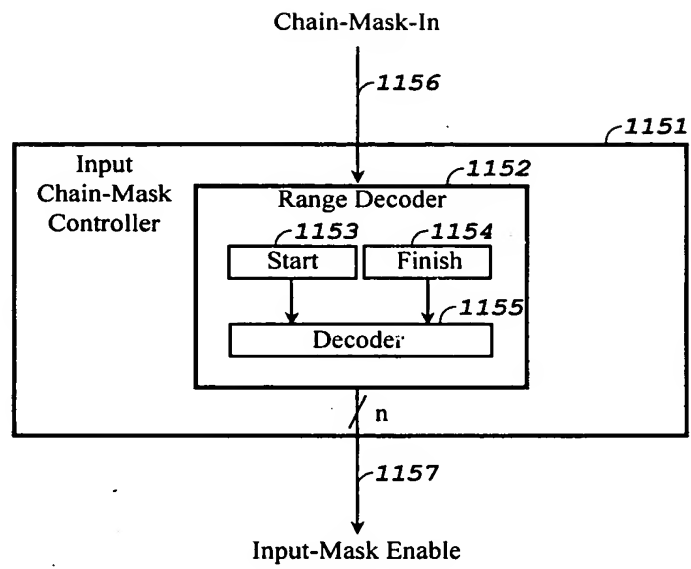 Chain-Mask-In
1156
1151
Input
Chain-Mask
Controller
1152
Range Decoder
1153
1154
Start
Finish
1155
Decoder
n
1157
Input-Mask Enable